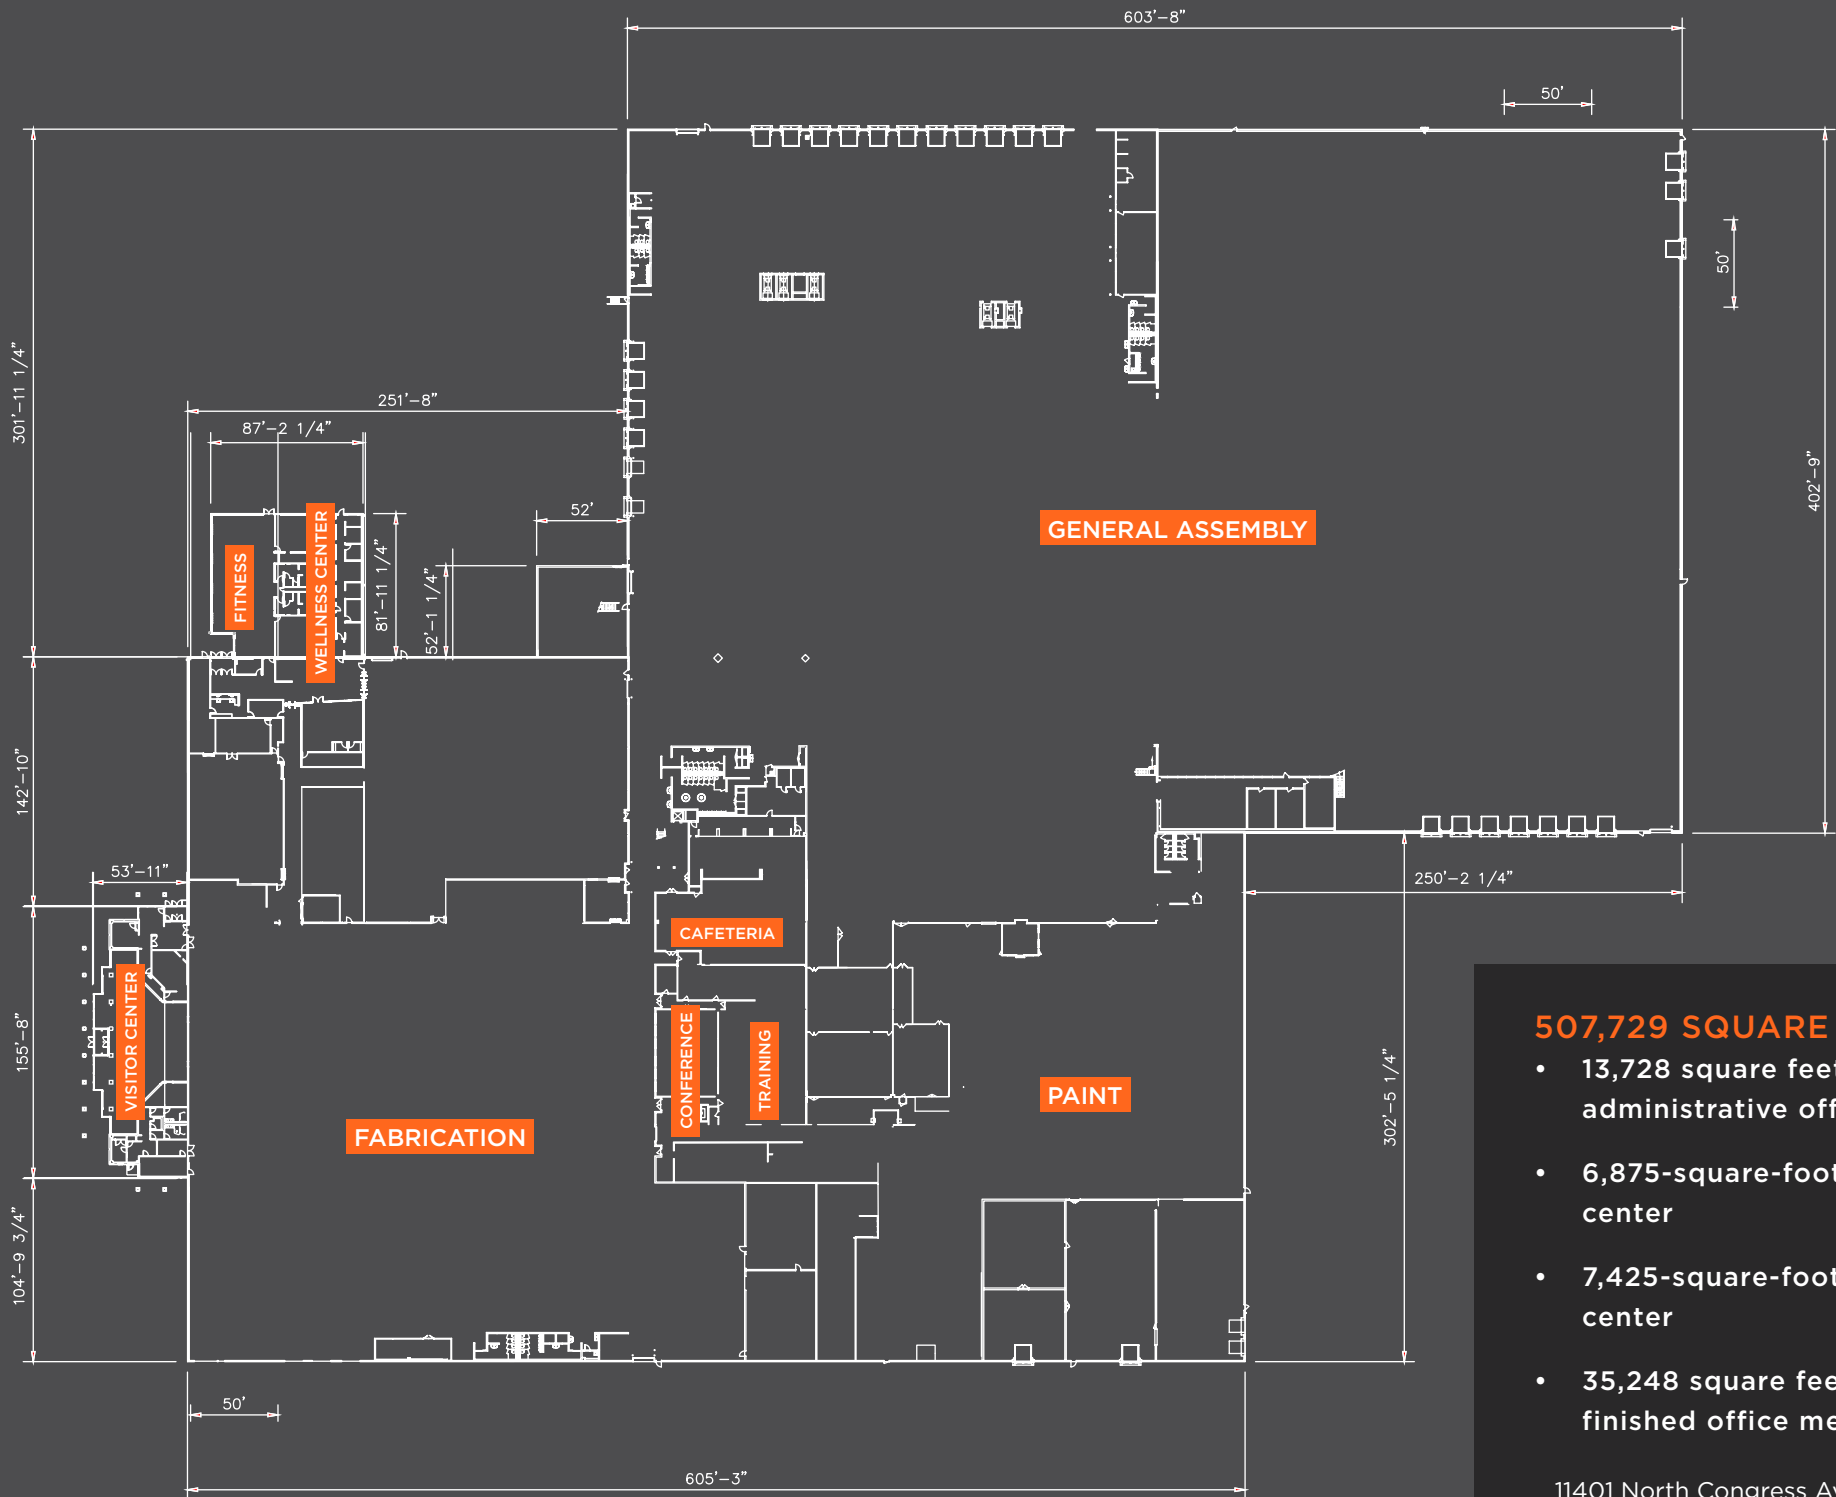 603'-8"
50'
50'
301'-11 1/4"
251'-8"
87'-2 1/4"
402'-9"
52'
GENERAL ASSEMBLY
FITNESS
WELLNESS CENTER
81'-11 1/4"
52'-1 1/4"
142'-10"
53'-11"
250'-2 1/4"
CAFETERIA
VISITOR CENTER
155'-8"
CONFERENCE
TRAINING
PAINT
302'-5 1/4"
FABRICATION
104'-9 3/4"
50'
605'-3"
507,729 SQUARE
• 13,728 square feet
administrative off
• 6,875-square-foot
center
• 7,425-square-foot
center
• 35,248 square fee
finished office me
11401 North Congress Av